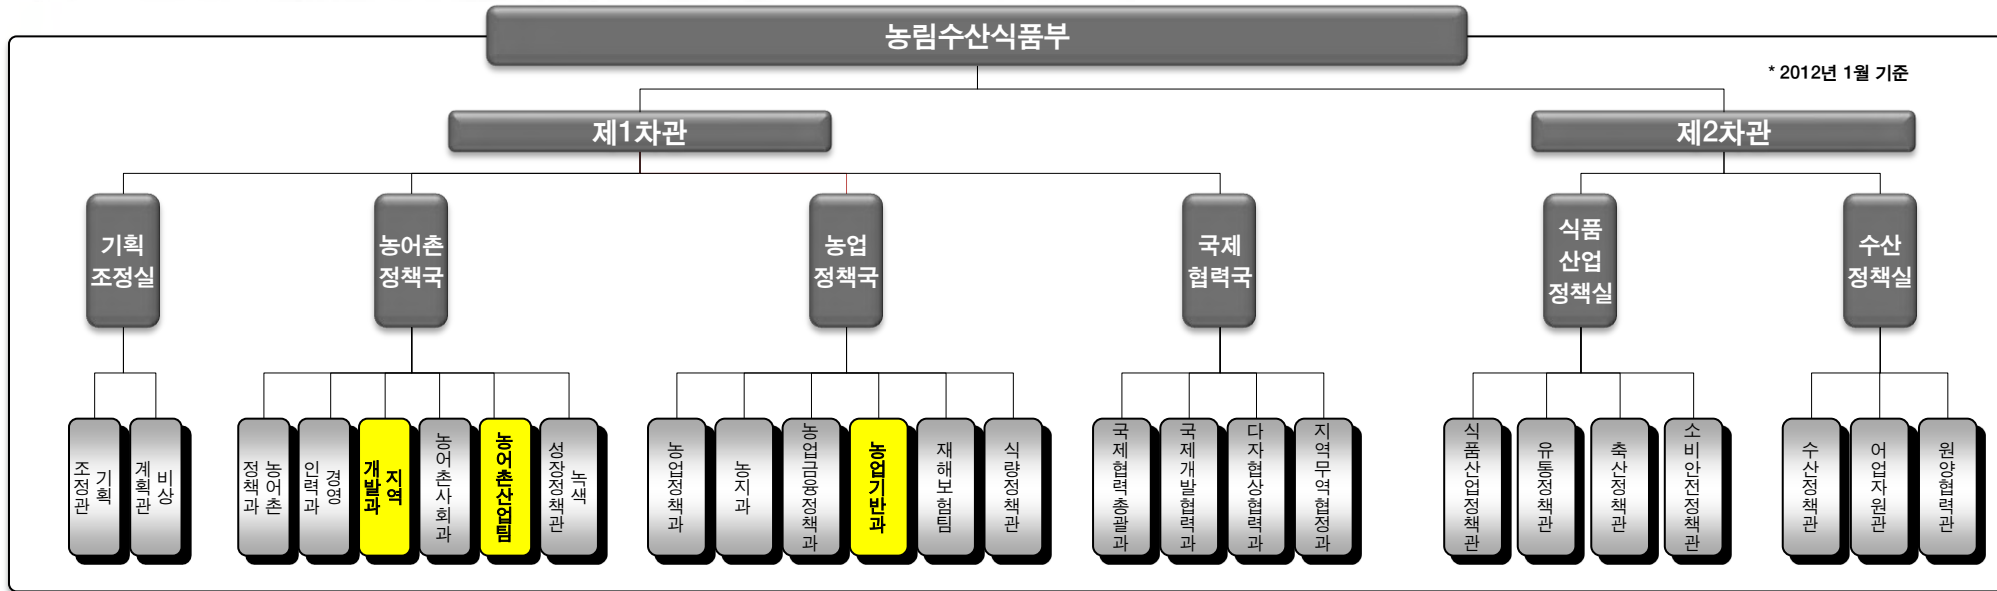 농림수산식품부
* 2012년 1월 기준
제1차관
제2차관
기획
조정실
농어촌
정책국
농업
정책국
국제
협력국
식품
산업
정책실
수산
정책실
기획
조정관
비상
계획관
농어촌
정책과
경영
인력과
지역
개발과
농어촌사회과
농어촌산업팀
녹색
성장정책관
농업정책과
농지과
농업금융정책과
농업기반과
재해보험팀
식량정책관
국제협력총괄과
국제개발협력과
다자협상협력과
지역무역협정과
식품산업정책관
유통정책관
축산정책관
소비안전정책관
수산정책관
어업자원관
원양협력관